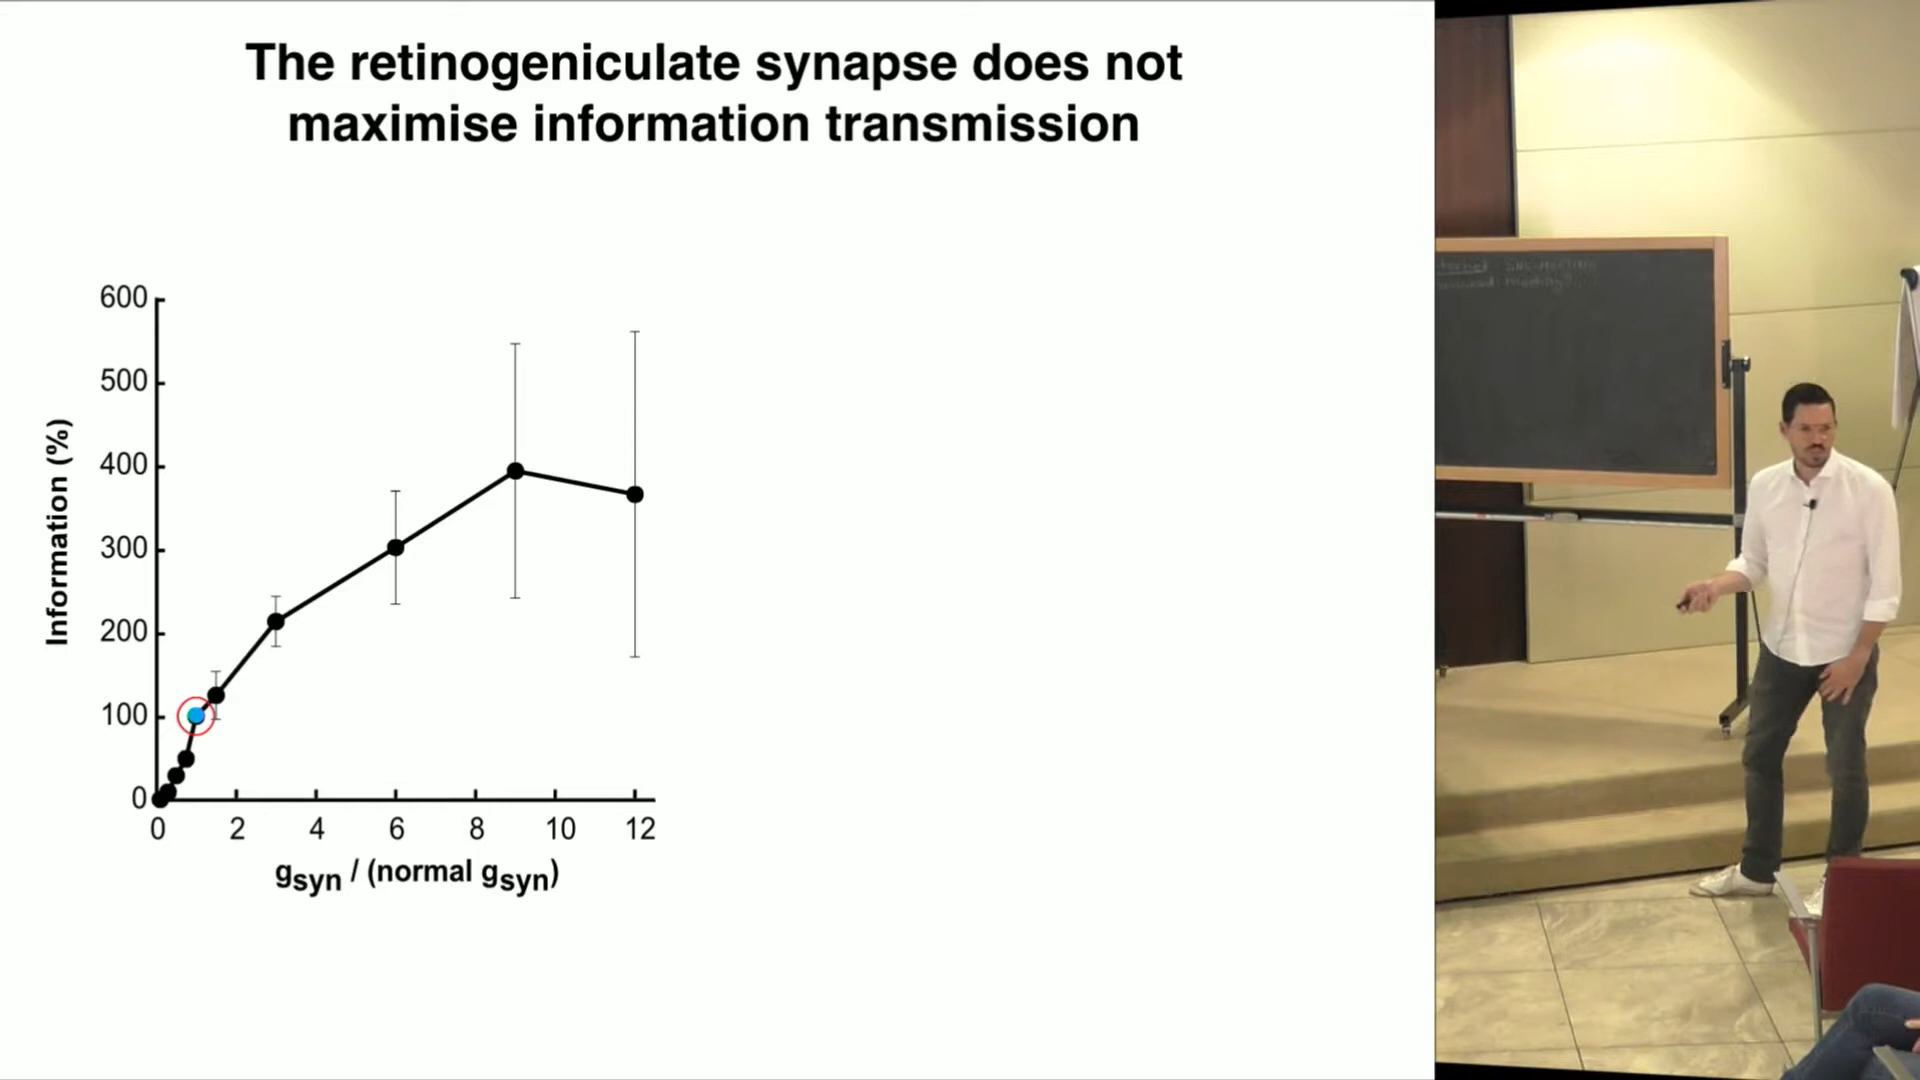 The retinogeniculate synapse does not
maximise information transmission
600
500
400
300
200
100
0
Information (%)
0 2 4 6 8 10 12
gsyn / (normal gsyn)